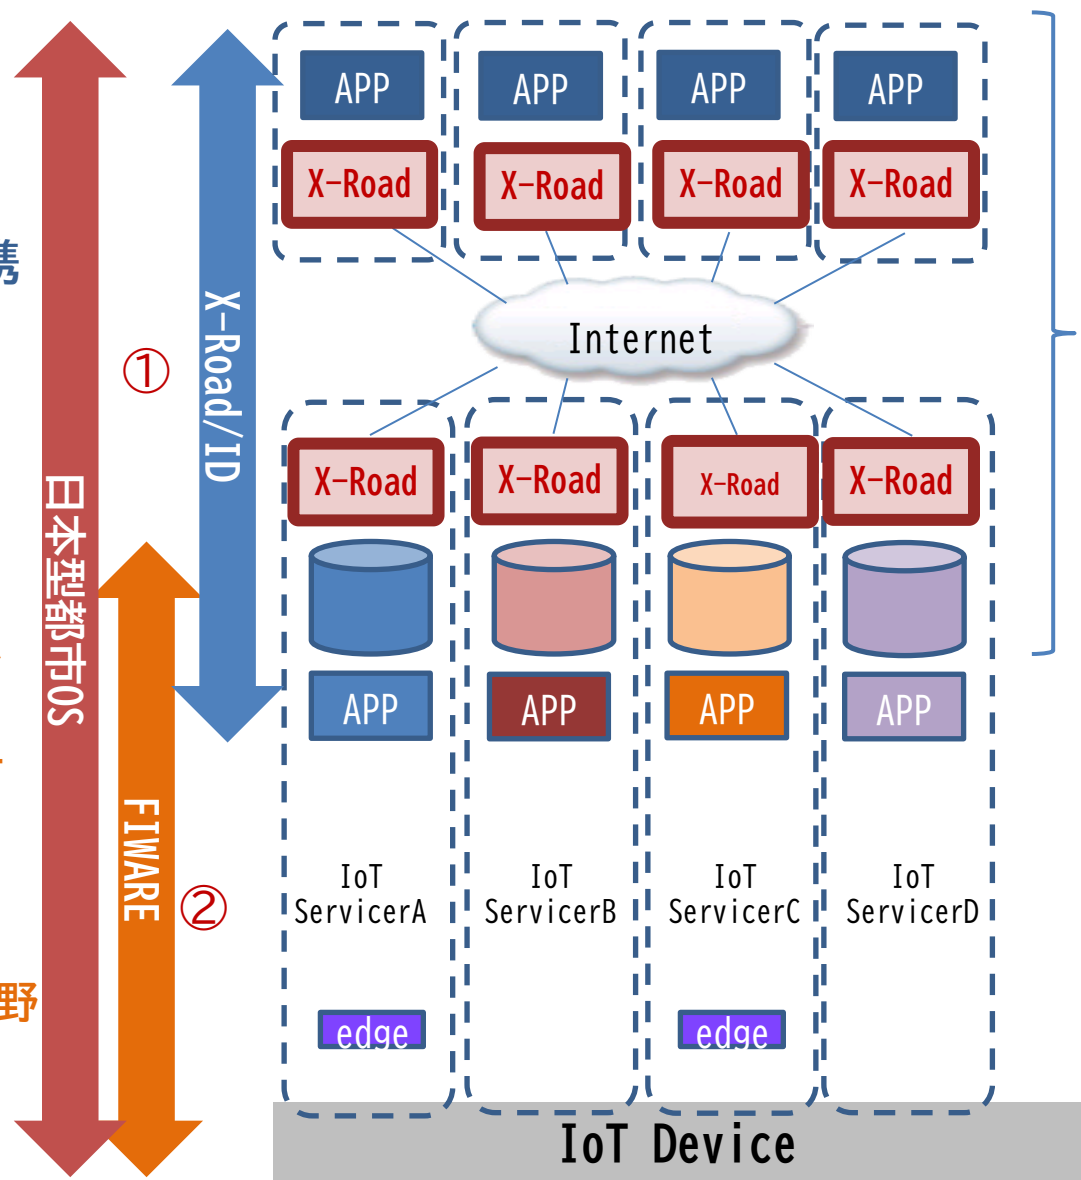 APP
APP
APP
APP
X-Road
X-Road
X-Road
X-Road
携
Internet
①
X-Road/ID
X-Road
X-Road
X-Road
X-Road
日本型都市OS
APP
APP
APP
APP
FIWARE
②
IoT
ServicerA
IoT
ServicerB
IoT
ServicerC
IoT
ServicerD
野
edge
edge
IoT Device